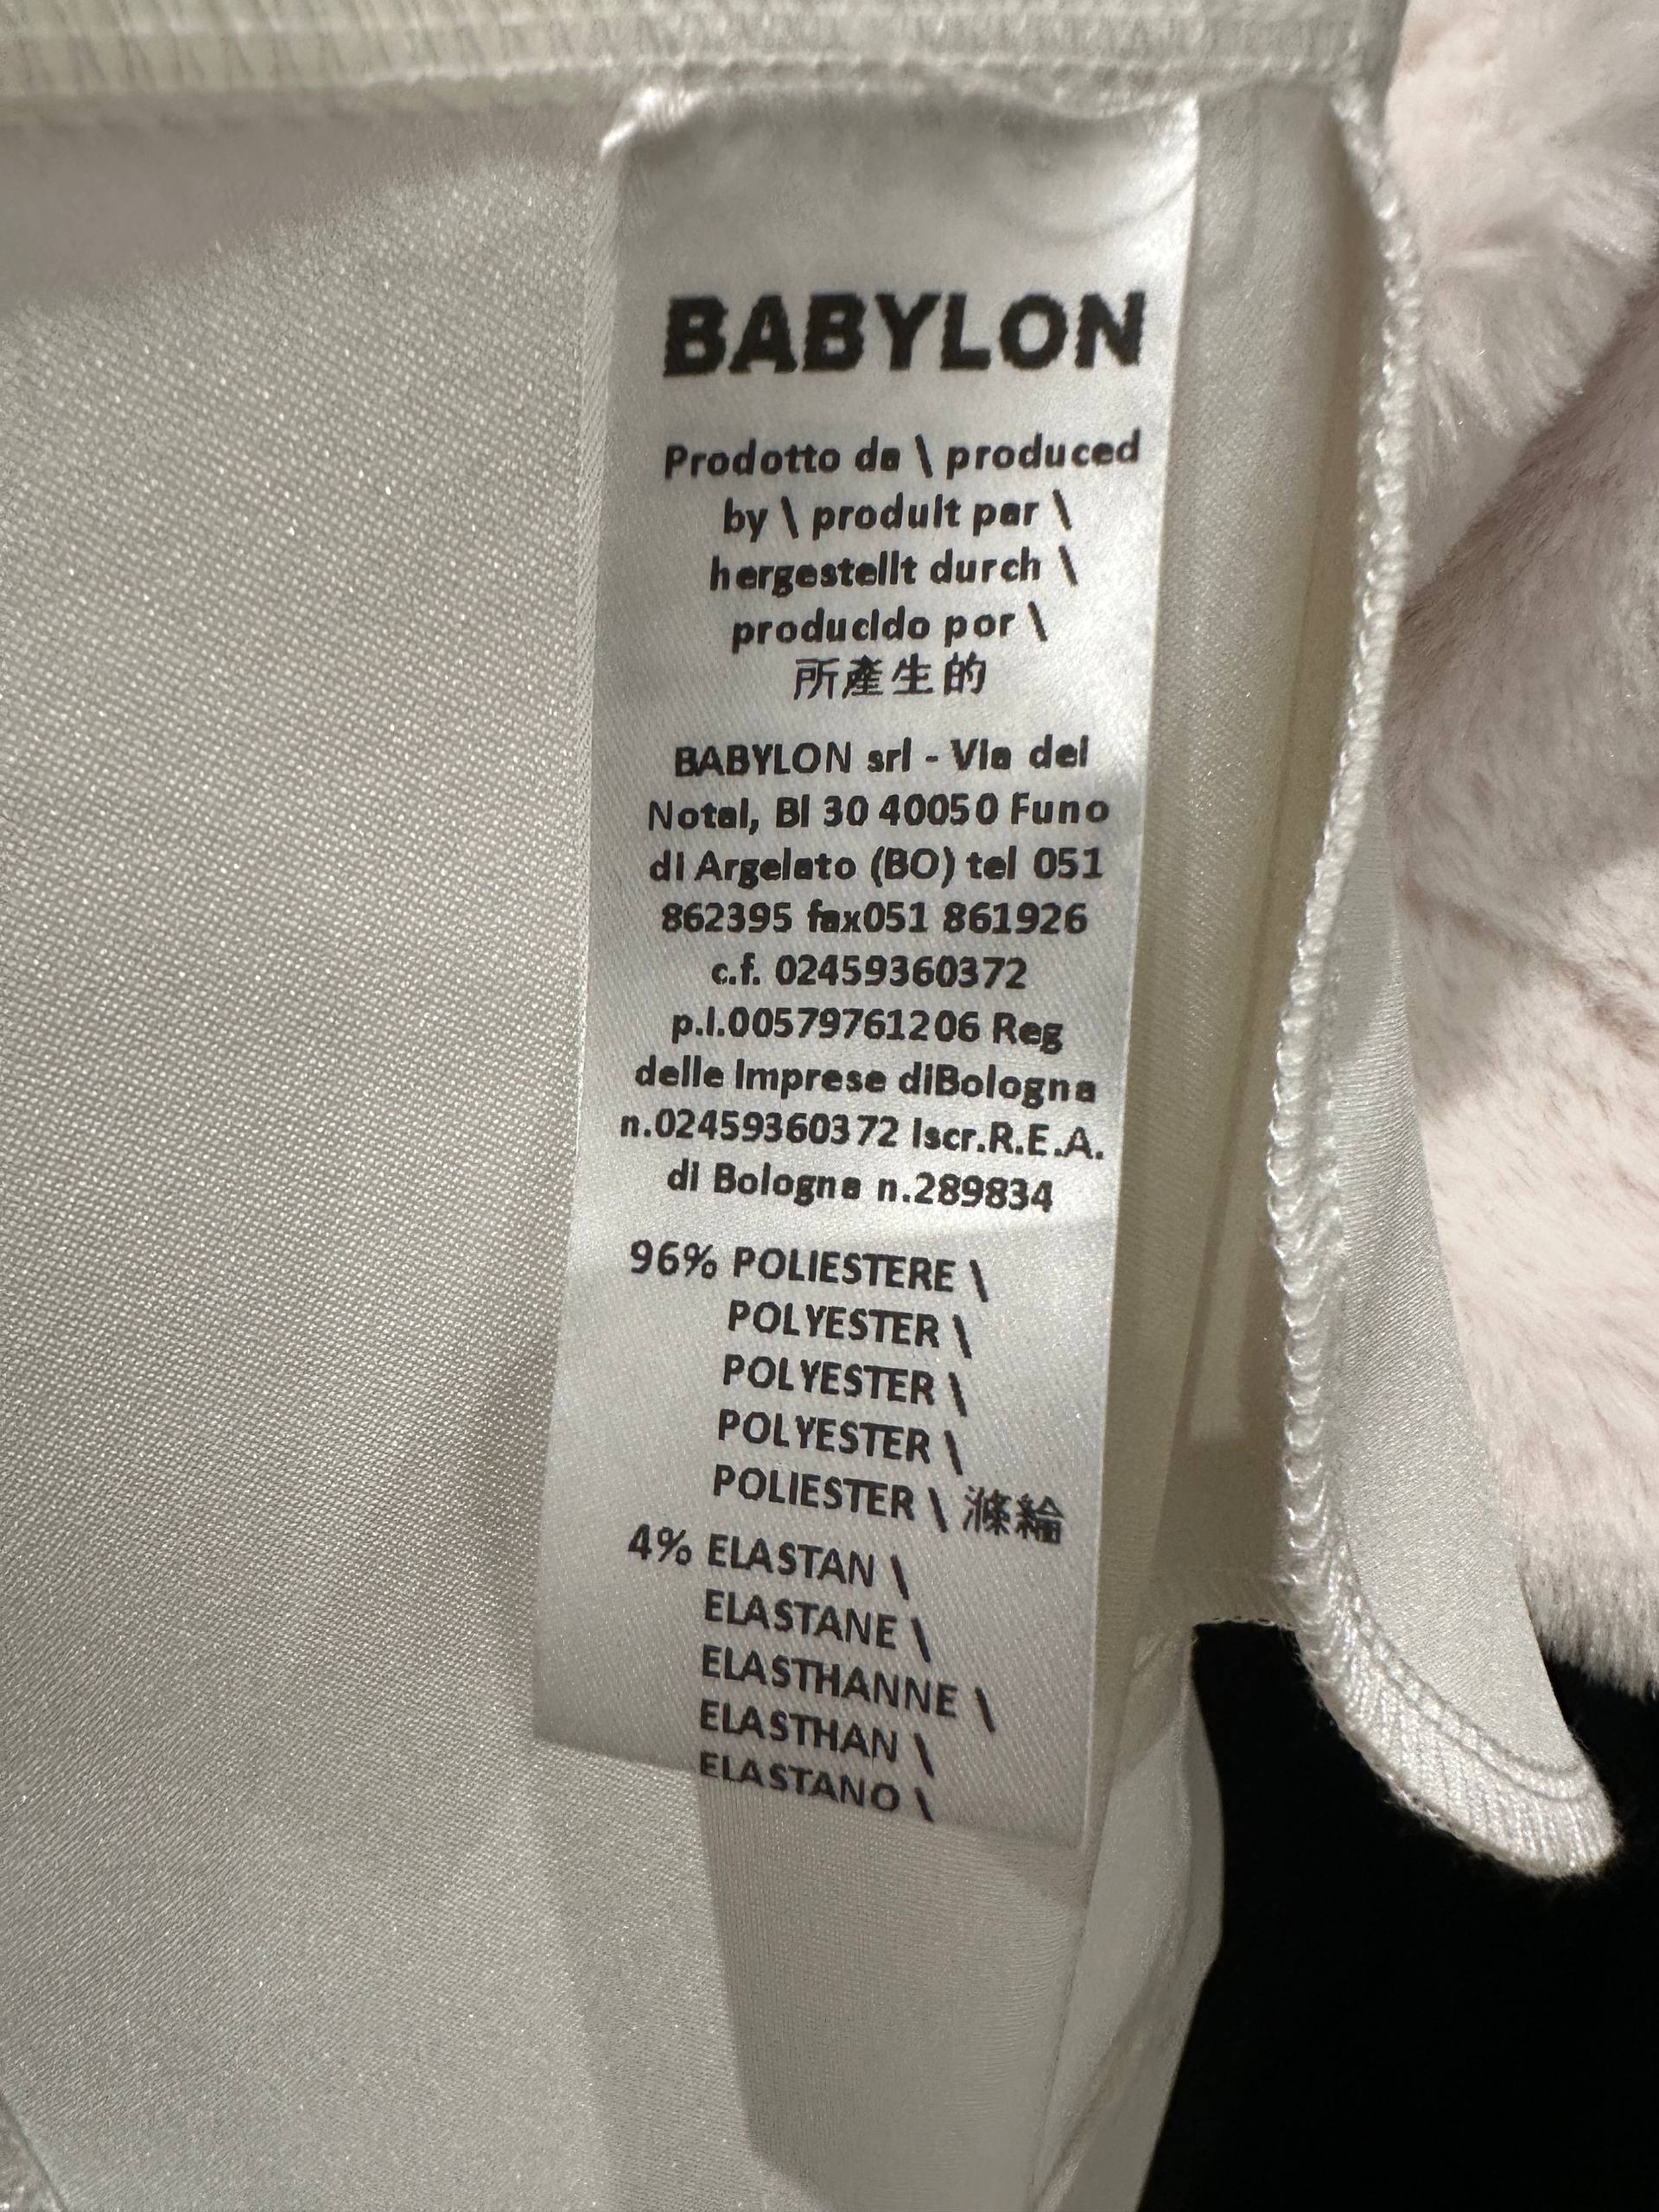 BABYLON
Prodotto da \ produced
by \ produit par \
hergestellt durch \
producido por \
所產生的
BABYLON srl - Via dei
Notai, Bl 30 40050 Funo
di Argelato (BO) tel 051
862395 fax051 861926
c.f. 02459360372
p.i.00579761206 Reg
delle Imprese diBologna
n.02459360372 Iscr.R.E.A.
di Bologna n.289834
96% POLIESTERE \
POLYESTER \
POLYESTER \
POLYESTER \
POLIESTER \ 滌綸
4% ELASTAN \
ELASTANE \
ELASTHANNE \
ELASTHAN \
ELASTANO \